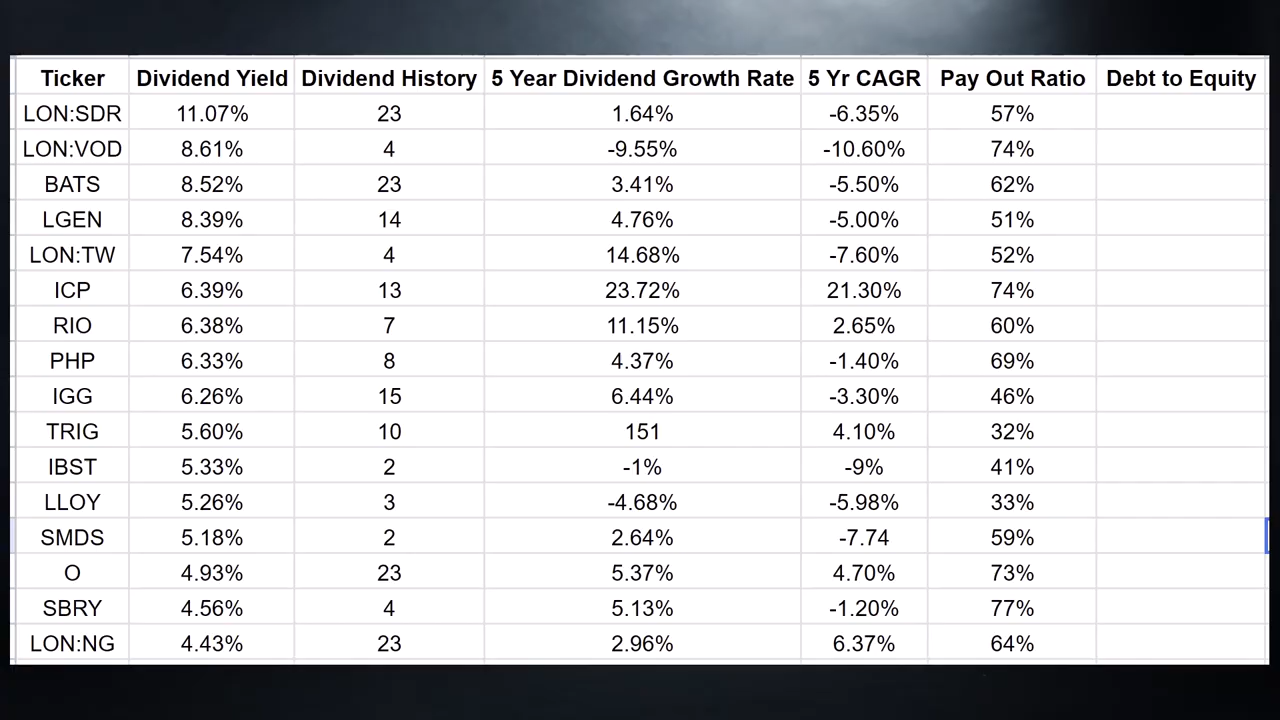 Ticker Dividend Yield Dividend History 5 Year Dividend Growth Rate 5 Yr CAGR Pay Out Ratio Debt to Equity
LON:SDR 11.07% 23 1.64% -6.35% 57%
LON:VOD 8.61% 4 -9.55% -10.60% 74%
BATS 8.52% 23 3.41% -5.50% 62%
LGEN 8.39% 14 4.76% -5.00% 51%
LON:TW 7.54% 4 14.68% -7.60% 52%
ICP 6.39% 13 23.72% 21.30% 74%
RIO 6.38% 7 11.15% 2.65% 60%
PHP 6.33% 8 4.37% -1.40% 69%
IGG 6.26% 15 6.44% -3.30% 46%
TRIG 5.60% 10 151 4.10% 32%
IBST 5.33% 2 -1% -9% 41%
LLOY 5.26% 3 -4.68% -5.98% 33%
SMDS 5.18% 2 2.64% -7.74 59%
O 4.93% 23 5.37% 4.70% 73%
SBRY 4.56% 4 5.13% -1.20% 77%
LON:NG 4.43% 23 2.96% 6.37% 64%